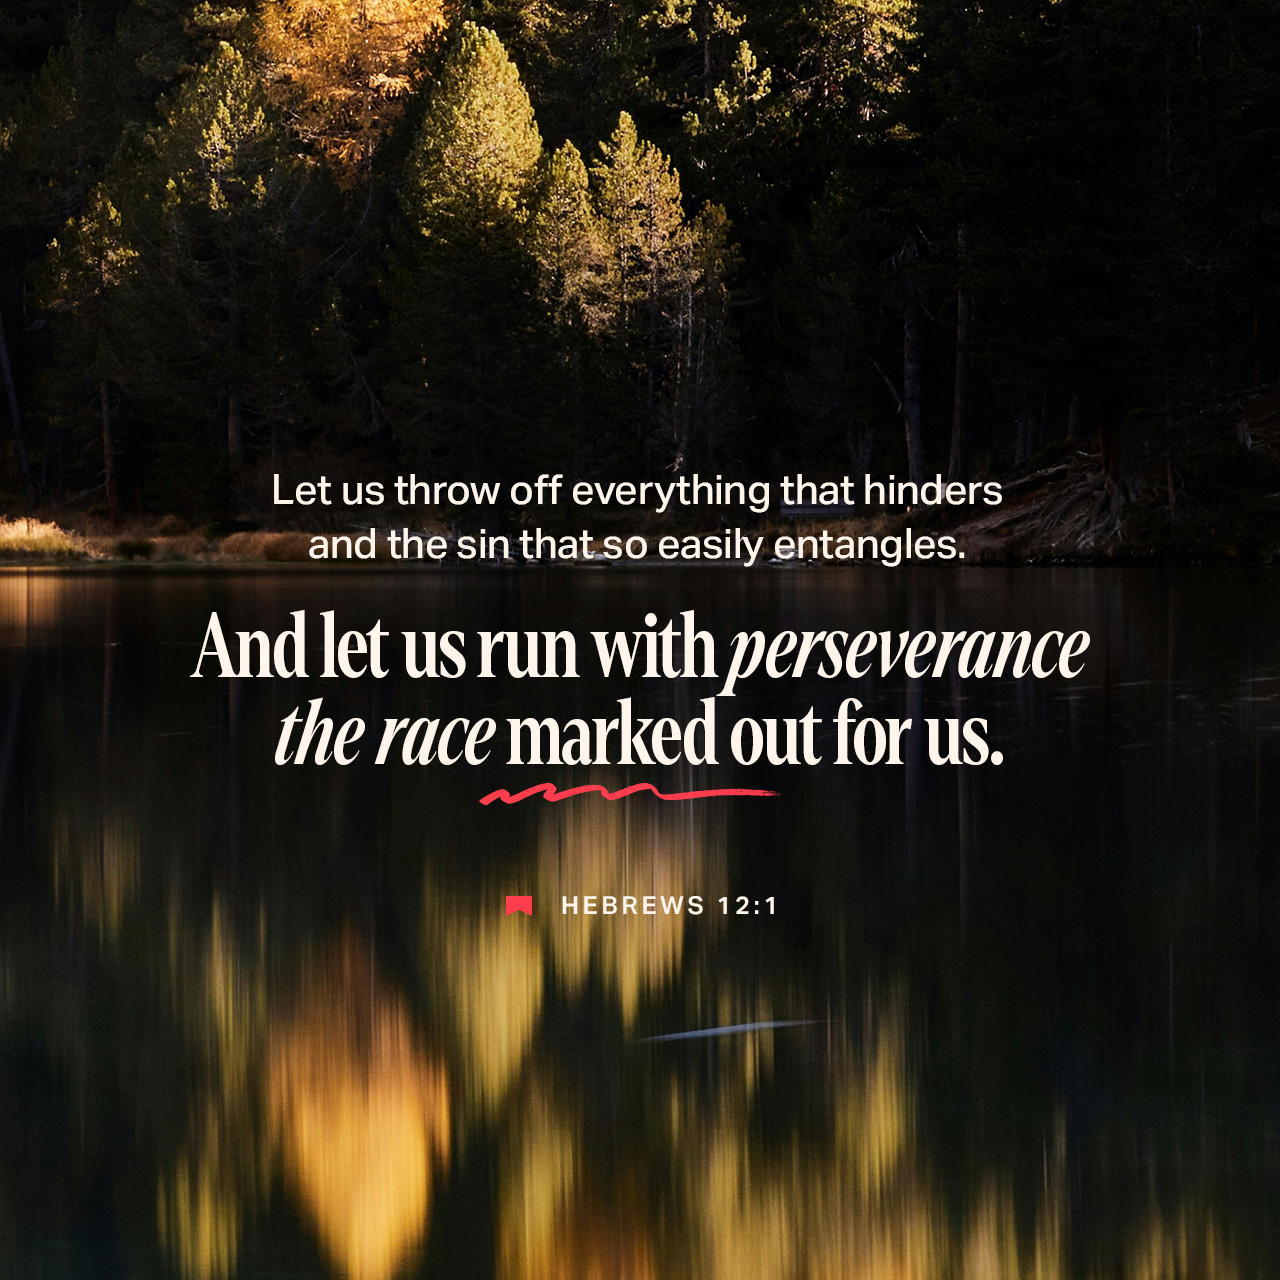 Let us throw off everything that hinders
and the sin that so easily entangles.
And let us run with perseverance
the race marked out for us.
HEBREWS 12:1